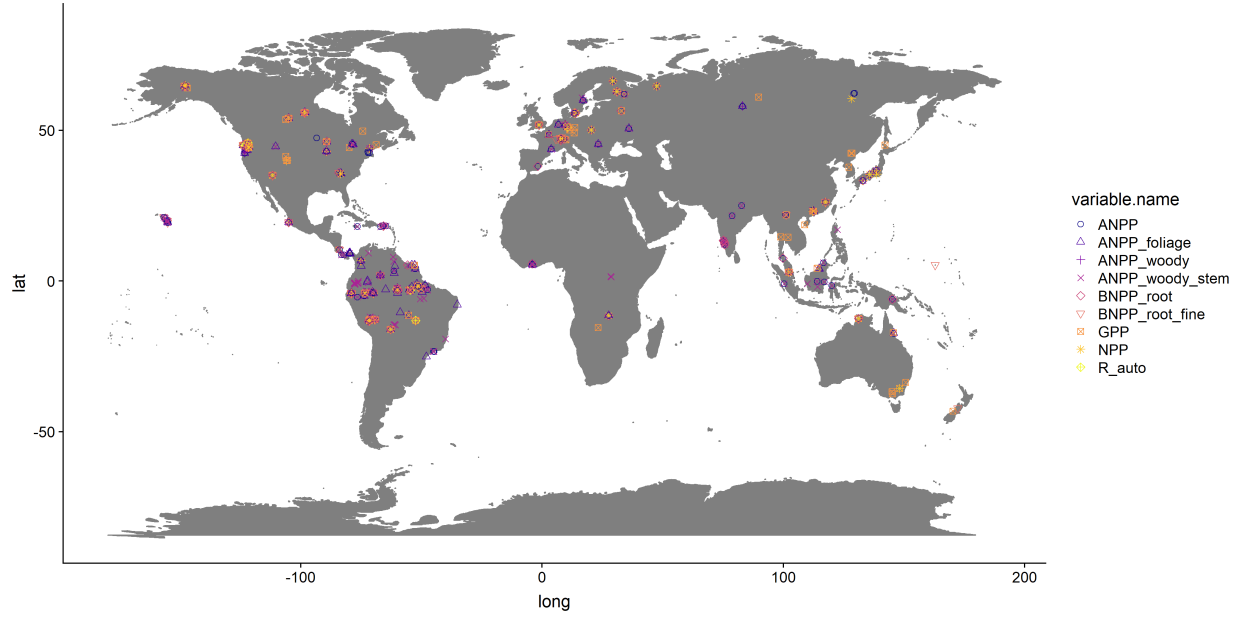 lat
50
0
-50
-100
0
100
200
long
variable.name
ANPP
ANPP_foliage
ANPP_woody
ANPP_woody_stem
BNPP_root
BNPP_root_fine
GPP
NPP
R_auto